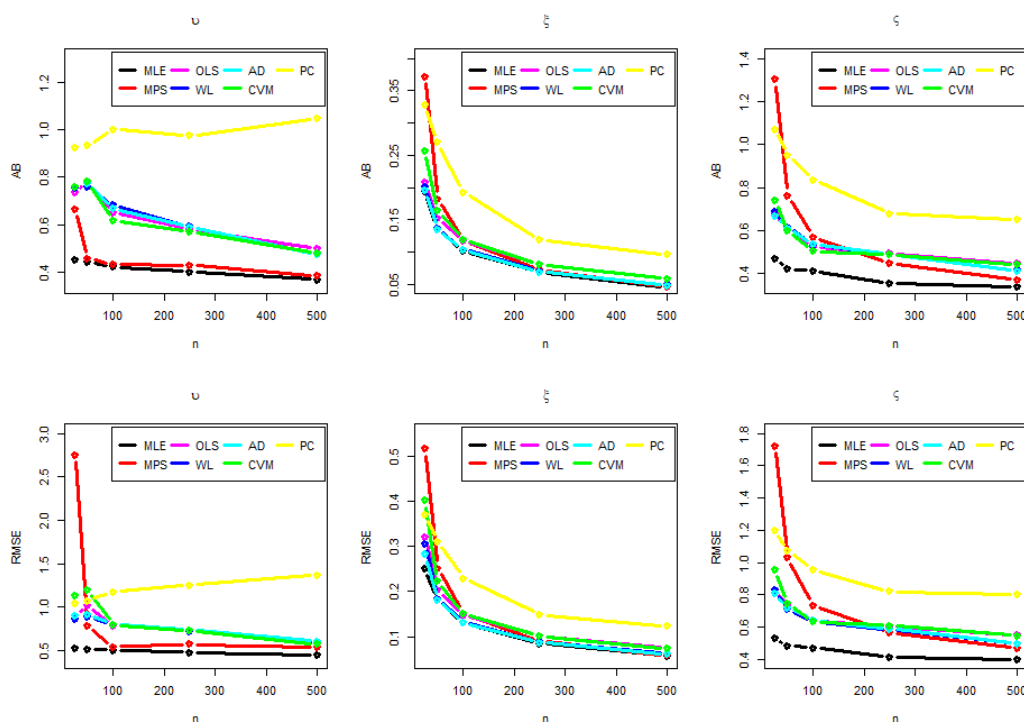 υ
ξ
ς
MLE OLS AD PC
MPS WL CVM
AB
0.4 0.6 0.8 1.0 1.2
100 200 300 400 500
n
MLE OLS AD PC
MPS WL CVM
AB
0.05 0.15 0.25 0.35
100 200 300 400 500
n
MLE OLS AD PC
MPS WL CVM
AB
0.4 0.6 0.8 1.0 1.2 1.4
100 200 300 400 500
n
υ
ξ
ς
MLE OLS AD PC
MPS WL CVM
RMSE
0.5 1.0 1.5 2.0 2.5 3.0
100 200 300 400 500
n
MLE OLS AD PC
MPS WL CVM
RMSE
0.1 0.2 0.3 0.4 0.5
100 200 300 400 500
n
MLE OLS AD PC
MPS WL CVM
RMSE
0.4 0.6 0.8 1.0 1.2 1.4 1.6 1.8
100 200 300 400 500
n